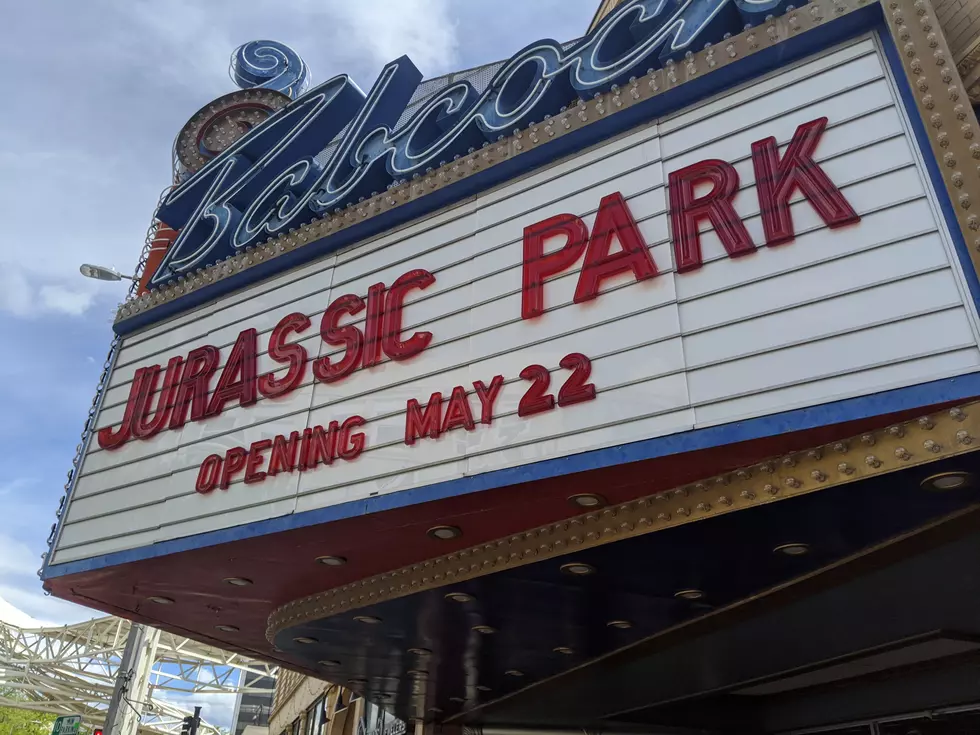 Babcock
JURASSIC PARK
OPENING MAY 22